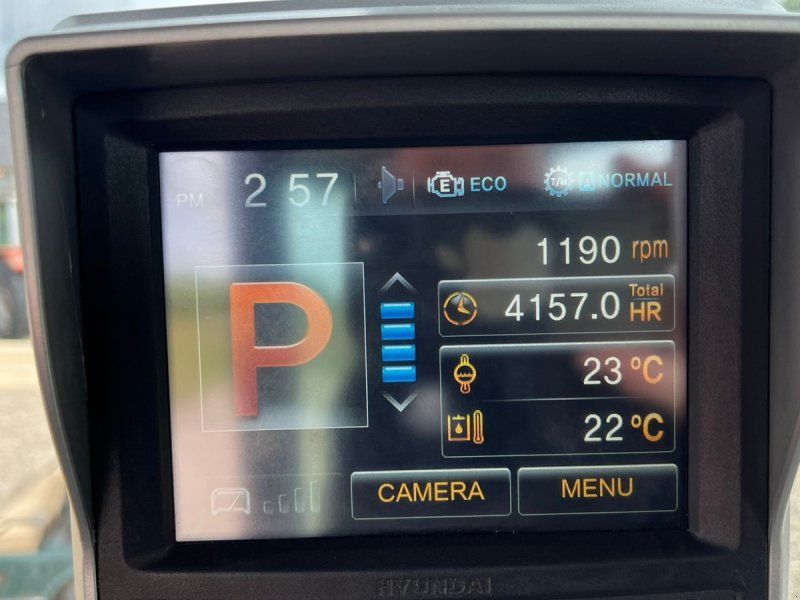 PM 2 57 E ECO T/M A NORMAL
1190 rpm
4157.0 Total HR
P
23 °C
22 °C
CAMERA MENU
HYUNDAI